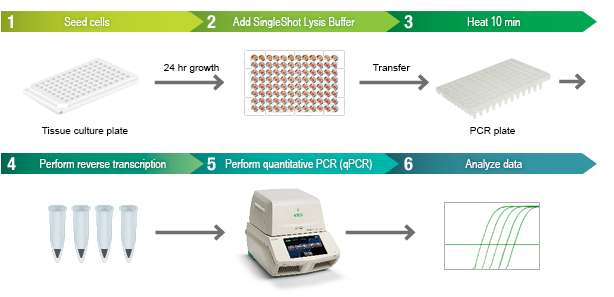 1 Seed cells
2 Add SingleShot Lysis Buffer
3 Heat 10 min
24 hr growth
Transfer
Tissue culture plate
PCR plate
4 Perform reverse transcription
5 Perform quantitative PCR (qPCR)
6 Analyze data